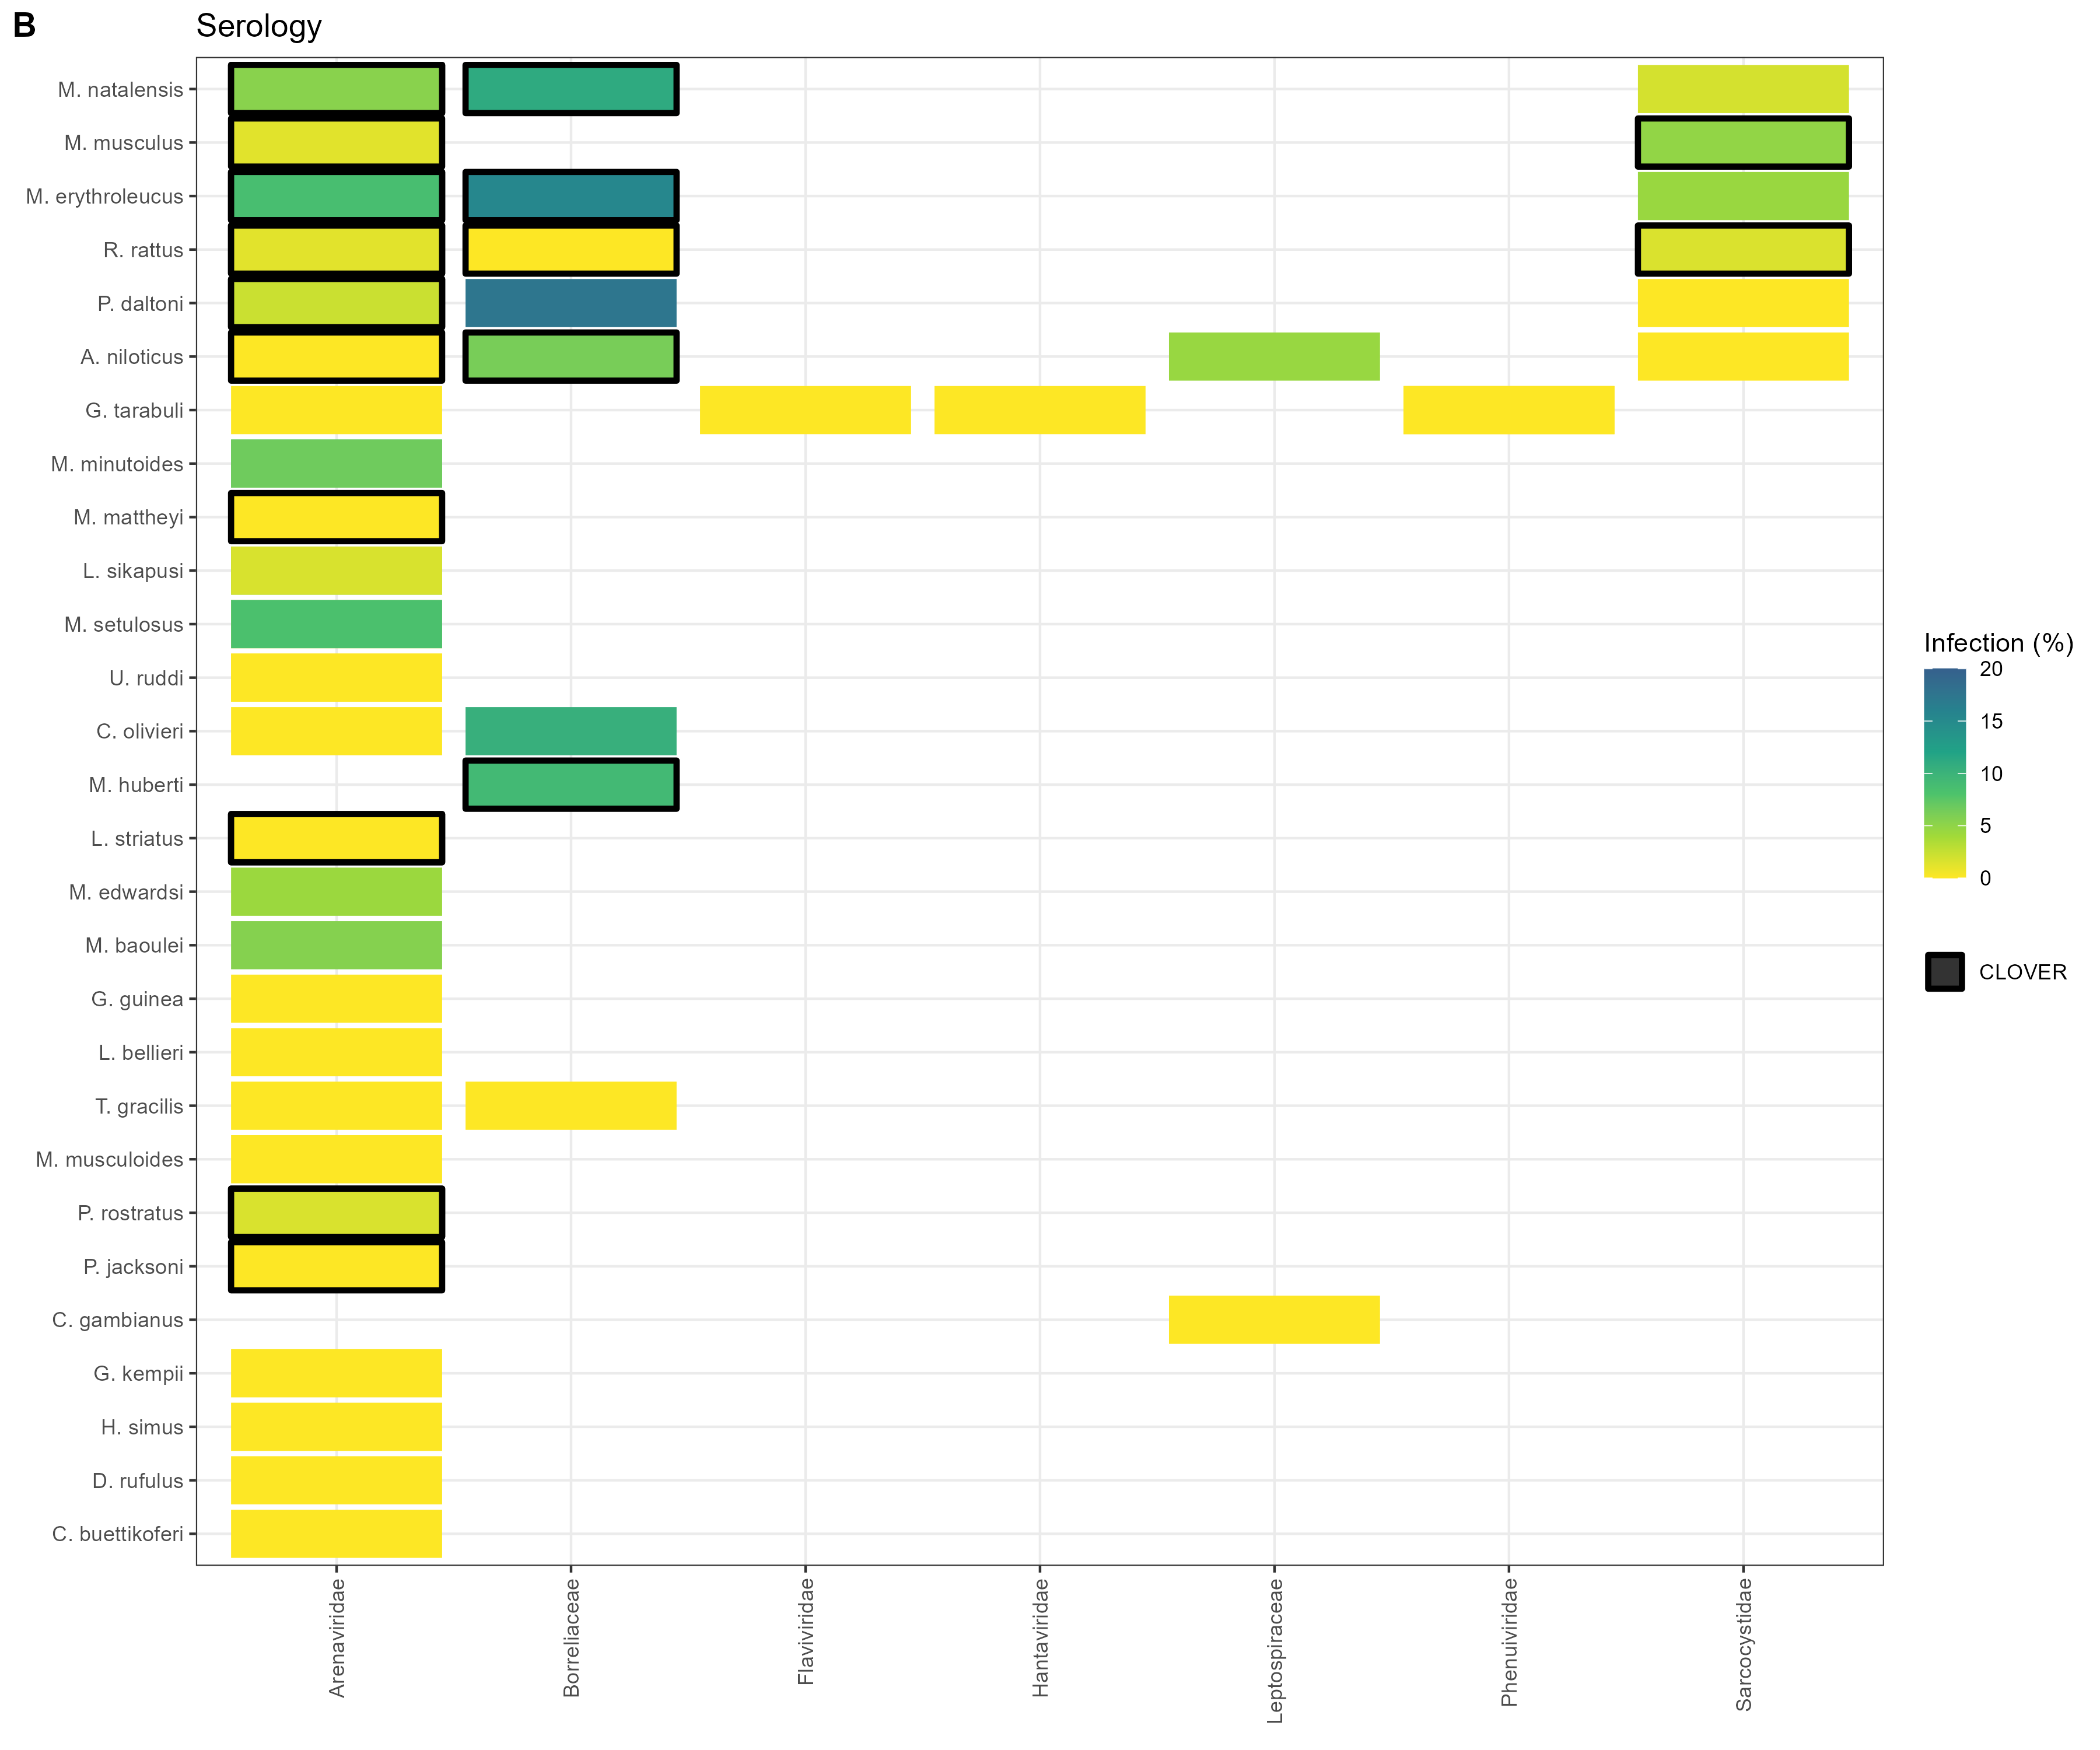 B
Serology
M. natalensis
M. musculus
M. erythroleucus
R. rattus
P. daltoni
A. niloticus
G. tarabuli
M. minutoides
M. mattheyi
L. sikapusi
M. setulosus
U. ruddi
C. olivieri
M. huberti
L. striatus
M. edwardsi
M. baoulei
G. guinea
L. bellieri
T. gracilis
M. musculoides
P. rostratus
P. jacksoni
C. gambianus
G. kempii
H. simus
D. rufulus
C. buettikoferi
Arenaviridae
Borreliaceae
Flaviviridae
Hantaviridae
Leptospiraceae
Phenuiviridae
Sarcocystidae
Infection (%)
20
15
10
5
0
CLOVER